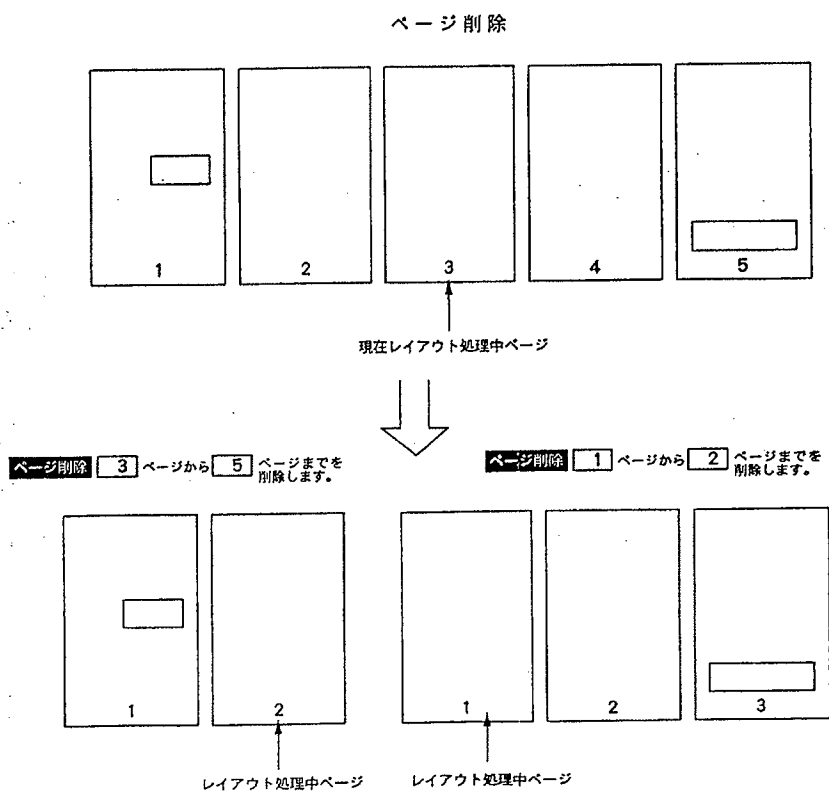 ページ削除
1 2 3 4 5
現在レイアウト処理中ページ
ページ削除 3 ページから 5 ページまでを
削除します。
ページ削除 1 ページから 2 ページまでを
削除します。
1 2
1 2 3
レイアウト処理中ページ
レイアウト処理中ページ